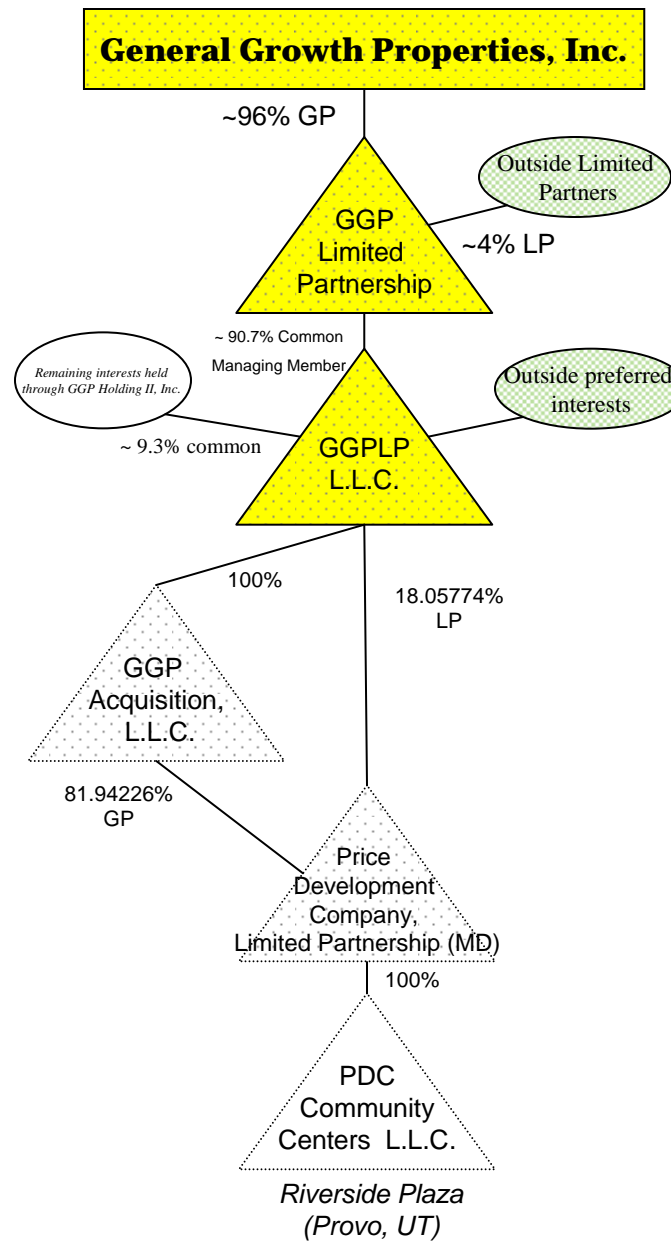 General Growth Properties, Inc.
~96% GP
Outside Limited
Partners
GGP
Limited
Partnership
~4% LP
~ 90.7% Common
Managing Member
Remaining interests held
through GGP Holding II, Inc.
Outside preferred
interests
~ 9.3% common
GGPLP
L.L.C.
100%
18.05774%
LP
GGP
Acquisition,
L.L.C.
81.94226%
GP
Price
Development
Company,
Limited Partnership (MD)
100%
PDC
Community
Centers L.L.C.
Riverside Plaza
(Provo, UT)